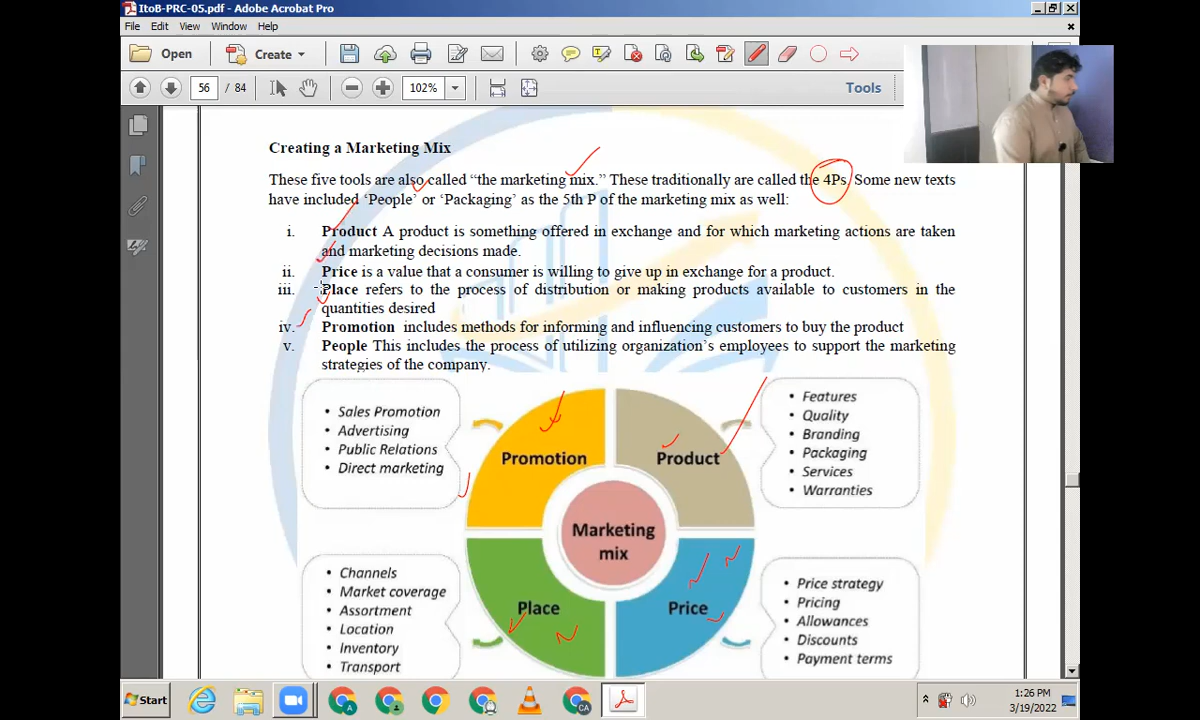 ItoB-PRC-05.pdf - Adobe Acrobat Pro
File Edit View Window Help
Open Create
56 / 84 102% Tools
Creating a Marketing Mix
These five tools are also called “the marketing mix.” These traditionally are called the 4Ps. Some new texts
have included ‘People’ or ‘Packaging’ as the 5th P of the marketing mix as well:
i. Product A product is something offered in exchange and for which marketing actions are taken
and marketing decisions made.
ii. Price is a value that a consumer is willing to give up in exchange for a product.
iii. Place refers to the process of distribution or making products available to customers in the
quantities desired
iv. Promotion includes methods for informing and influencing customers to buy the product
v. People This includes the process of utilizing organization’s employees to support the marketing
strategies of the company.
• Sales Promotion
• Advertising
• Public Relations
• Direct marketing
Promotion
Product
• Features
• Quality
• Branding
• Packaging
• Services
• Warranties
Marketing
mix
• Channels
• Market coverage
• Assortment
• Location
• Inventory
• Transport
Place
Price
• Price strategy
• Pricing
• Allowances
• Discounts
• Payment terms
Start
1:26 PM
3/19/2022